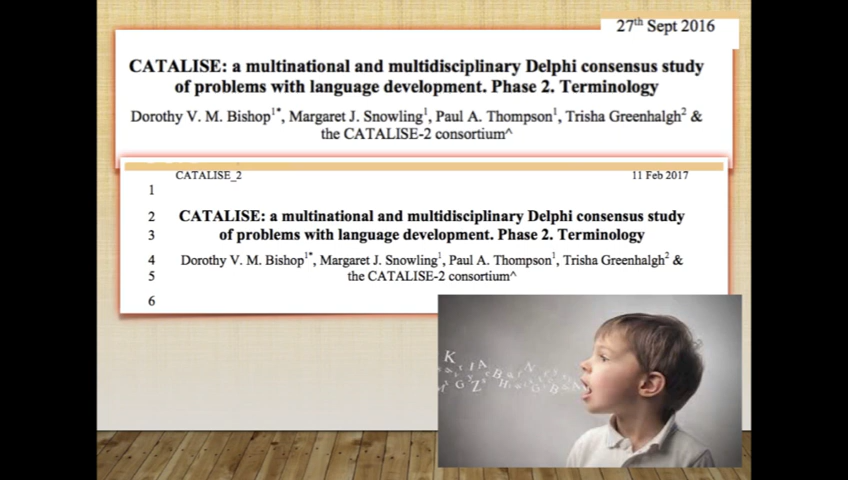 27th Sept 2016
CATALISE: a multinational and multidisciplinary Delphi consensus study
of problems with language development. Phase 2. Terminology
Dorothy V. M. Bishop1*, Margaret J. Snowling1, Paul A. Thompson1, Trisha Greenhalgh2 &
the CATALISE-2 consortium^
CATALISE_2 11 Feb 2017
1
2 CATALISE: a multinational and multidisciplinary Delphi consensus study
3 of problems with language development. Phase 2. Terminology
4 Dorothy V. M. Bishop1*, Margaret J. Snowling1, Paul A. Thompson1, Trisha Greenhalgh2 &
5 the CATALISE-2 consortium^
6